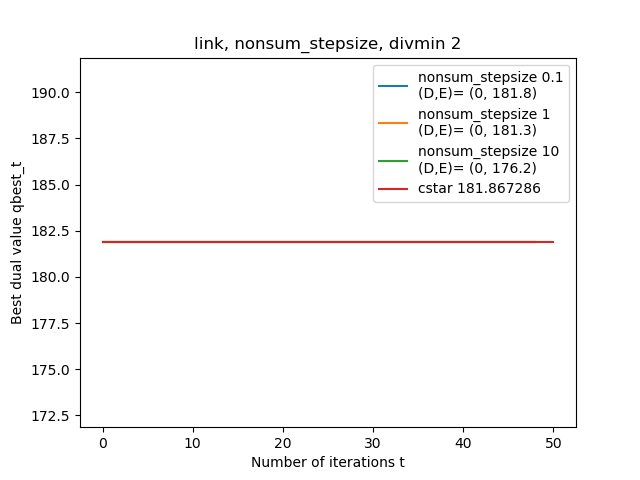 link, nonsum_stepsize, divmin 2
nonsum_stepsize 0.1
(D,E)= (0, 181.8)
nonsum_stepsize 1
(D,E)= (0, 181.3)
nonsum_stepsize 10
(D,E)= (0, 176.2)
cstar 181.867286
Best dual value qbest_t
190.0
187.5
185.0
182.5
180.0
177.5
175.0
172.5
0 10 20 30 40 50
Number of iterations t